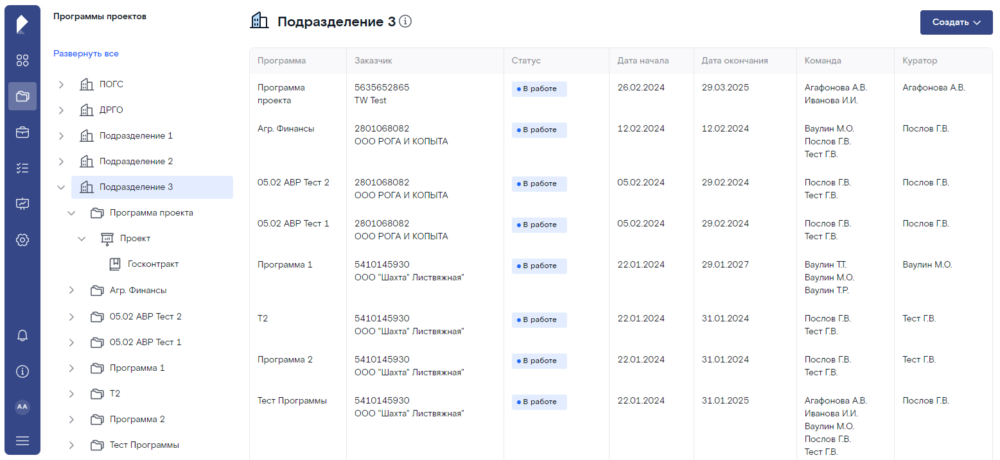 Программы проектов
Развернуть все
ПОГС
ДРГО
Подразделение 1
Подразделение 2
Подразделение 3
Программа проекта
Проект
Госконтракт
Агр. Финансы
05.02 АВР Тест 2
05.02 АВР Тест 1
Программа 1
Т2
Программа 2
Тест Программы
АА
Подразделение 3
Создать
Программа Заказчик Статус Дата начала Дата окончания Команда Куратор
Программа 5635652865 В работе 26.02.2024 29.03.2025 Агафонова А.В. Агафонова А.В.
проекта TW Test Иванова И.И.
Агр. Финансы 2801068082 В работе 12.02.2024 12.02.2024 Ваулин М.О. Послов Г.В.
ООО РОГА И КОПЫТА Послов Г.В.
Тест Г.В.
05.02 АВР Тест 2 2801068082 В работе 05.02.2024 29.02.2024 Послов Г.В. Послов Г.В.
ООО РОГА И КОПЫТА Тест Г.В.
05.02 АВР Тест 1 2801068082 В работе 05.02.2024 29.02.2024 Послов Г.В. Послов Г.В.
ООО РОГА И КОПЫТА Тест Г.В.
Программа 1 5410145930 В работе 22.01.2024 29.01.2027 Ваулин Т.Т. Ваулин М.О.
ООО "Шахта" Листвяжная" Ваулин М.О.
Ваулин Т.Р.
Т2 5410145930 В работе 22.01.2024 31.01.2024 Послов Г.В. Тест Г.В.
ООО "Шахта" Листвяжная" Тест Г.В.
Программа 2 5410145930 В работе 22.01.2024 31.01.2024 Послов Г.В. Тест Г.В.
ООО "Шахта" Листвяжная" Тест Г.В.
Тест Программы 5410145930 В работе 22.01.2024 31.01.2025 Агафонова А.В. Послов Г.В.
ООО "Шахта" Листвяжная" Иванова И.И.
Ваулин М.О.
Послов Г.В.
Тест Г.В.